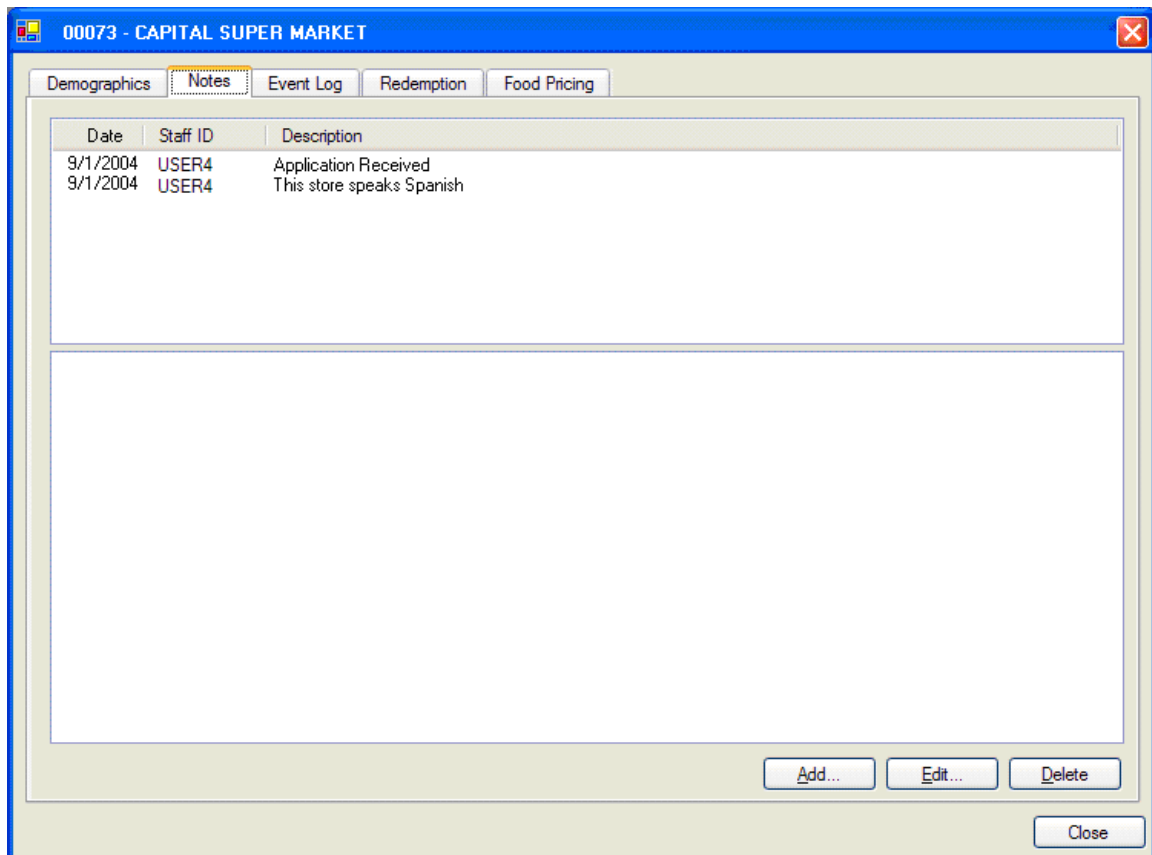 00073 - CAPITAL SUPER MARKET
Demographics Notes Event Log Redemption Food Pricing
Date Staff ID Description
9/1/2004 USER4 Application Received
9/1/2004 USER4 This store speaks Spanish
Add... Edit... Delete
Close